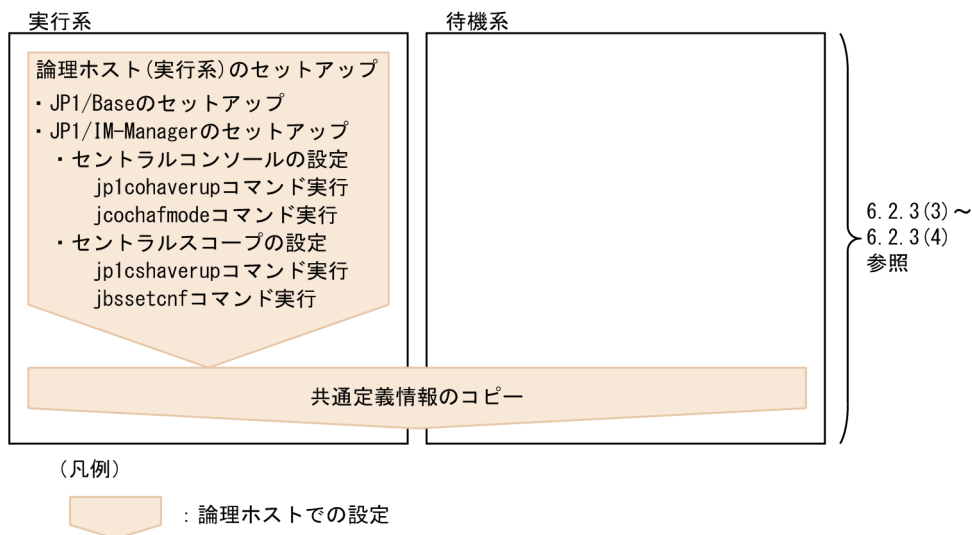 実行系
待機系
論理ホスト(実行系)のセットアップ
・JP1/Baseのセットアップ
・JP1/IM-Managerのセットアップ
・セントラルコンソールの設定
jp1cohaverupコマンド実行
jcochafmodeコマンド実行
・セントラルスコープの設定
jp1cshaverupコマンド実行
jbssetcnfコマンド実行
6.2.3(3)～
6.2.3(4)
参照
共通定義情報のコピー
(凡例)
：論理ホストでの設定